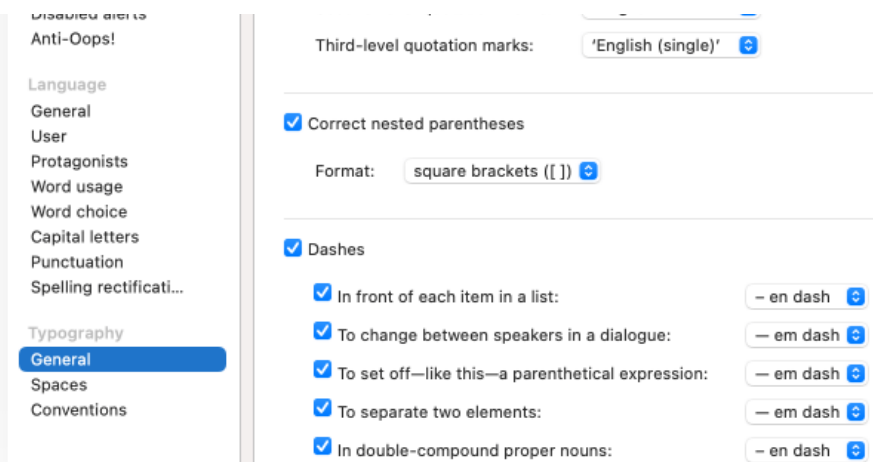 Disabled alerts
Anti-Oops!
Language
General
User
Protagonists
Word usage
Word choice
Capital letters
Punctuation
Spelling rectificati...
Typography
General
Spaces
Conventions
Third-level quotation marks: ‘English (single)’
Correct nested parentheses
Format: square brackets ([ ])
Dashes
In front of each item in a list: – en dash
To change between speakers in a dialogue: — em dash
To set off—like this—a parenthetical expression: — em dash
To separate two elements: — em dash
In double-compound proper nouns: – en dash